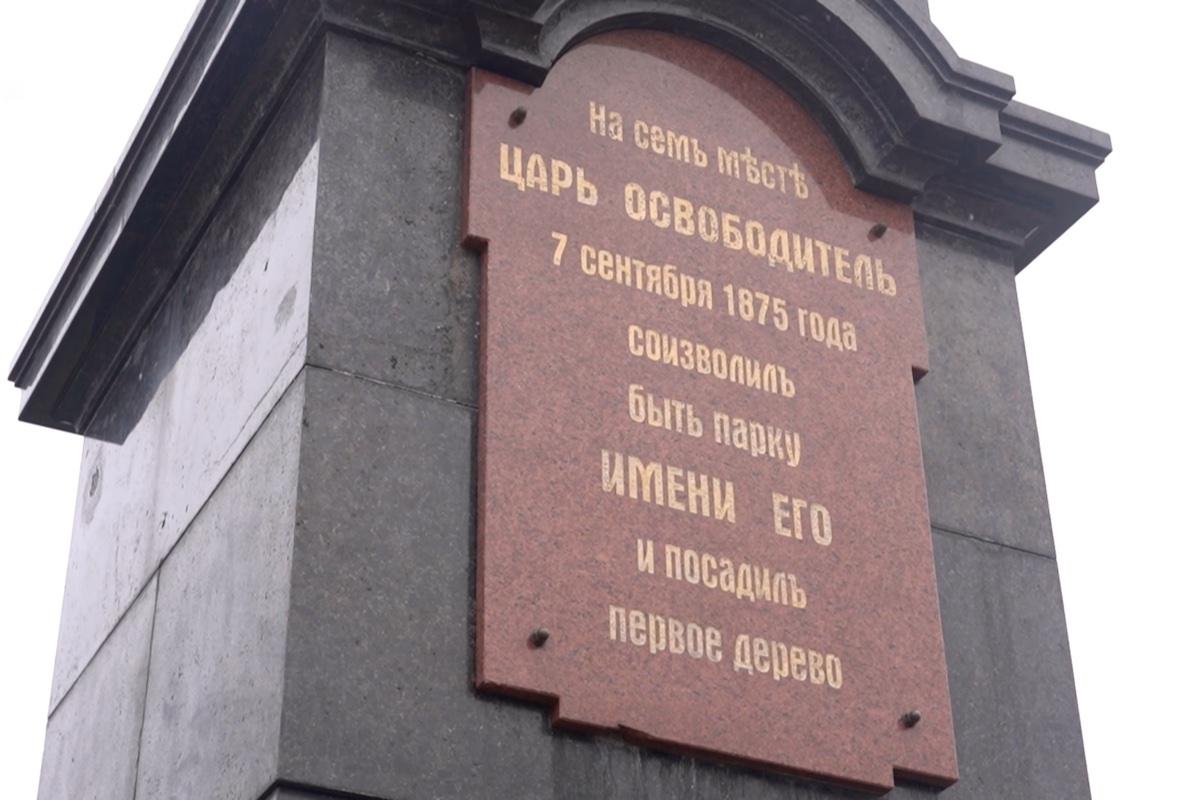 На семъ мѣстѣ
ЦАРЬ ОСВОБОДИТЕЛЬ
7 сентября 1875 года
соизволилъ
быть парку
ИМЕНИ ЕГО
и посадилъ
первое дерево